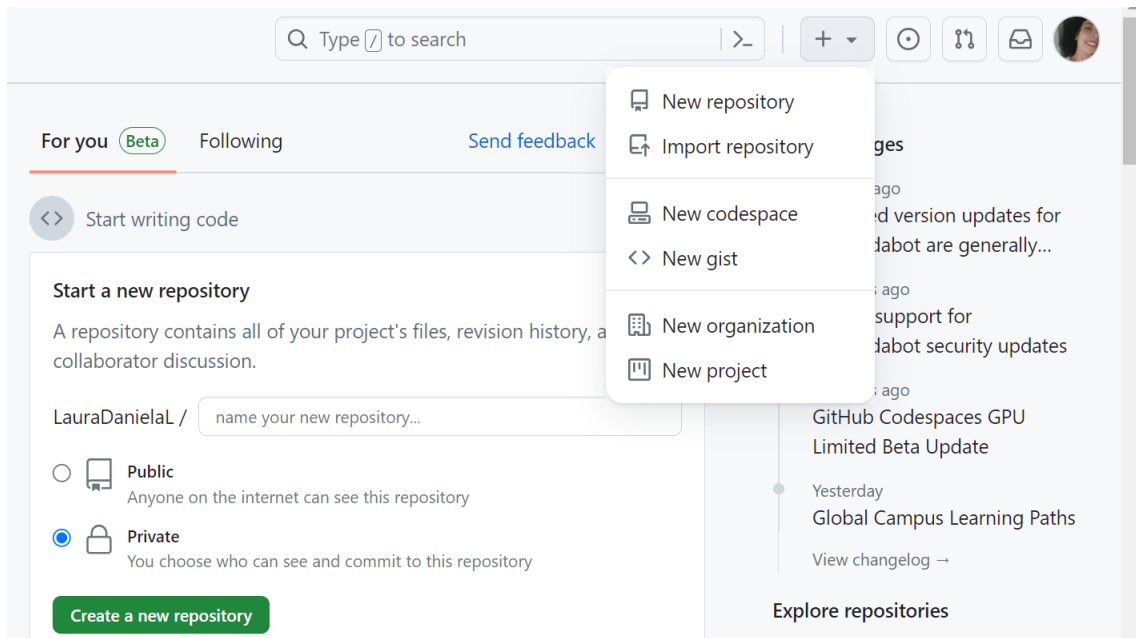 Type / to search
For you Beta Following Send feedback
Start writing code
Start a new repository
A repository contains all of your project's files, revision history,
collaborator discussion.
LauraDanielaL / name your new repository...
Public
Anyone on the internet can see this repository
Private
You choose who can see and commit to this repository
Create a new repository
New repository
Import repository
New codespace
New gist
New organization
New project
ago
version updates for
are generally...
ago
support for
security updates
ago
GitHub Codespaces GPU
Limited Beta Update
Yesterday
Global Campus Learning Paths
View changelog →
Explore repositories